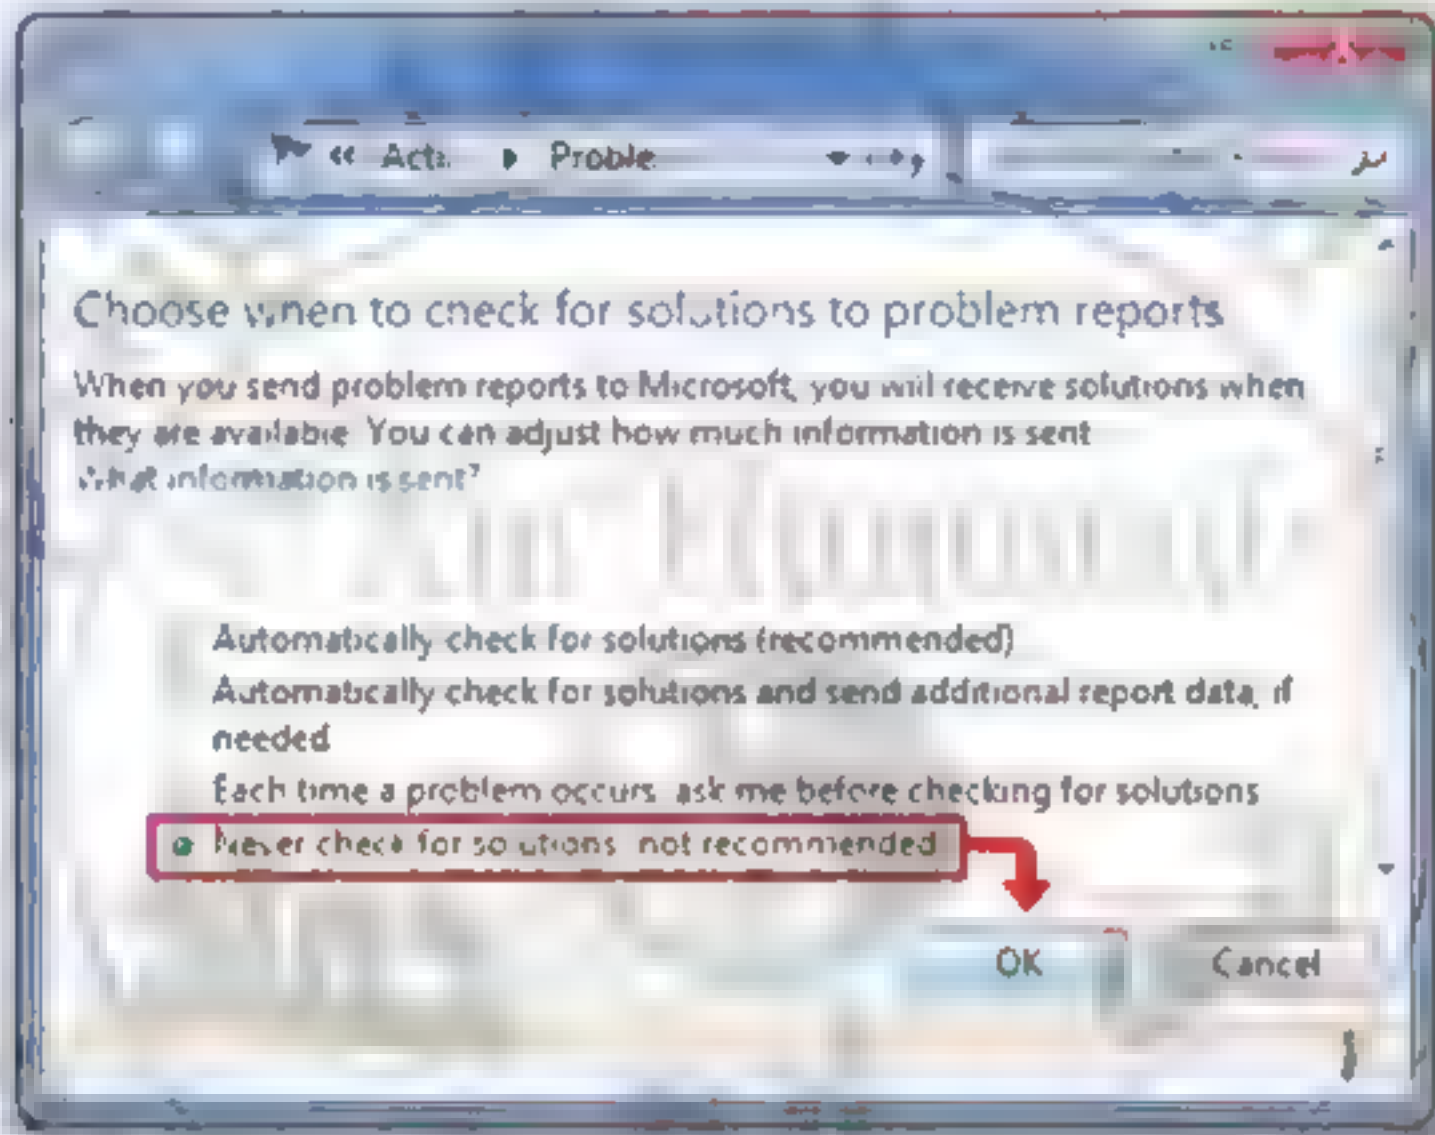 « Acti
Proble
Choose when to check for solutions to problem reports
When you send problem reports to Microsoft, you will receive solutions when
they are available. You can adjust how much information is sent.
What information is sent?
Automatically check for solutions (recommended)
Automatically check for solutions and send additional report data, if
needed
Each time a problem occurs, ask me before checking for solutions
Never check for solutions (not recommended)
OK
Cancel